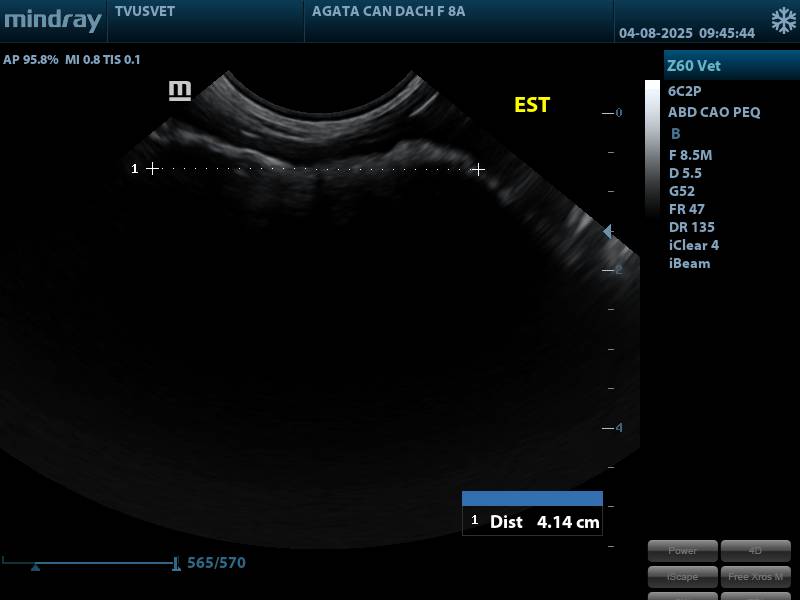 mindray
TVUSVET
AGATA CAN DACH F 8A
04-08-2025 09:45:44
AP 95.8% MI 0.8 TIS 0.1
Z60 Vet
m
EST
6C2P
ABD CAO PEQ
B
F 8.5M
D 5.5
G52
FR 47
DR 135
iClear 4
iBeam
0
1
2
4
1 Dist 4.14 cm
565/570
Power
4D
iScape
Free Xros M